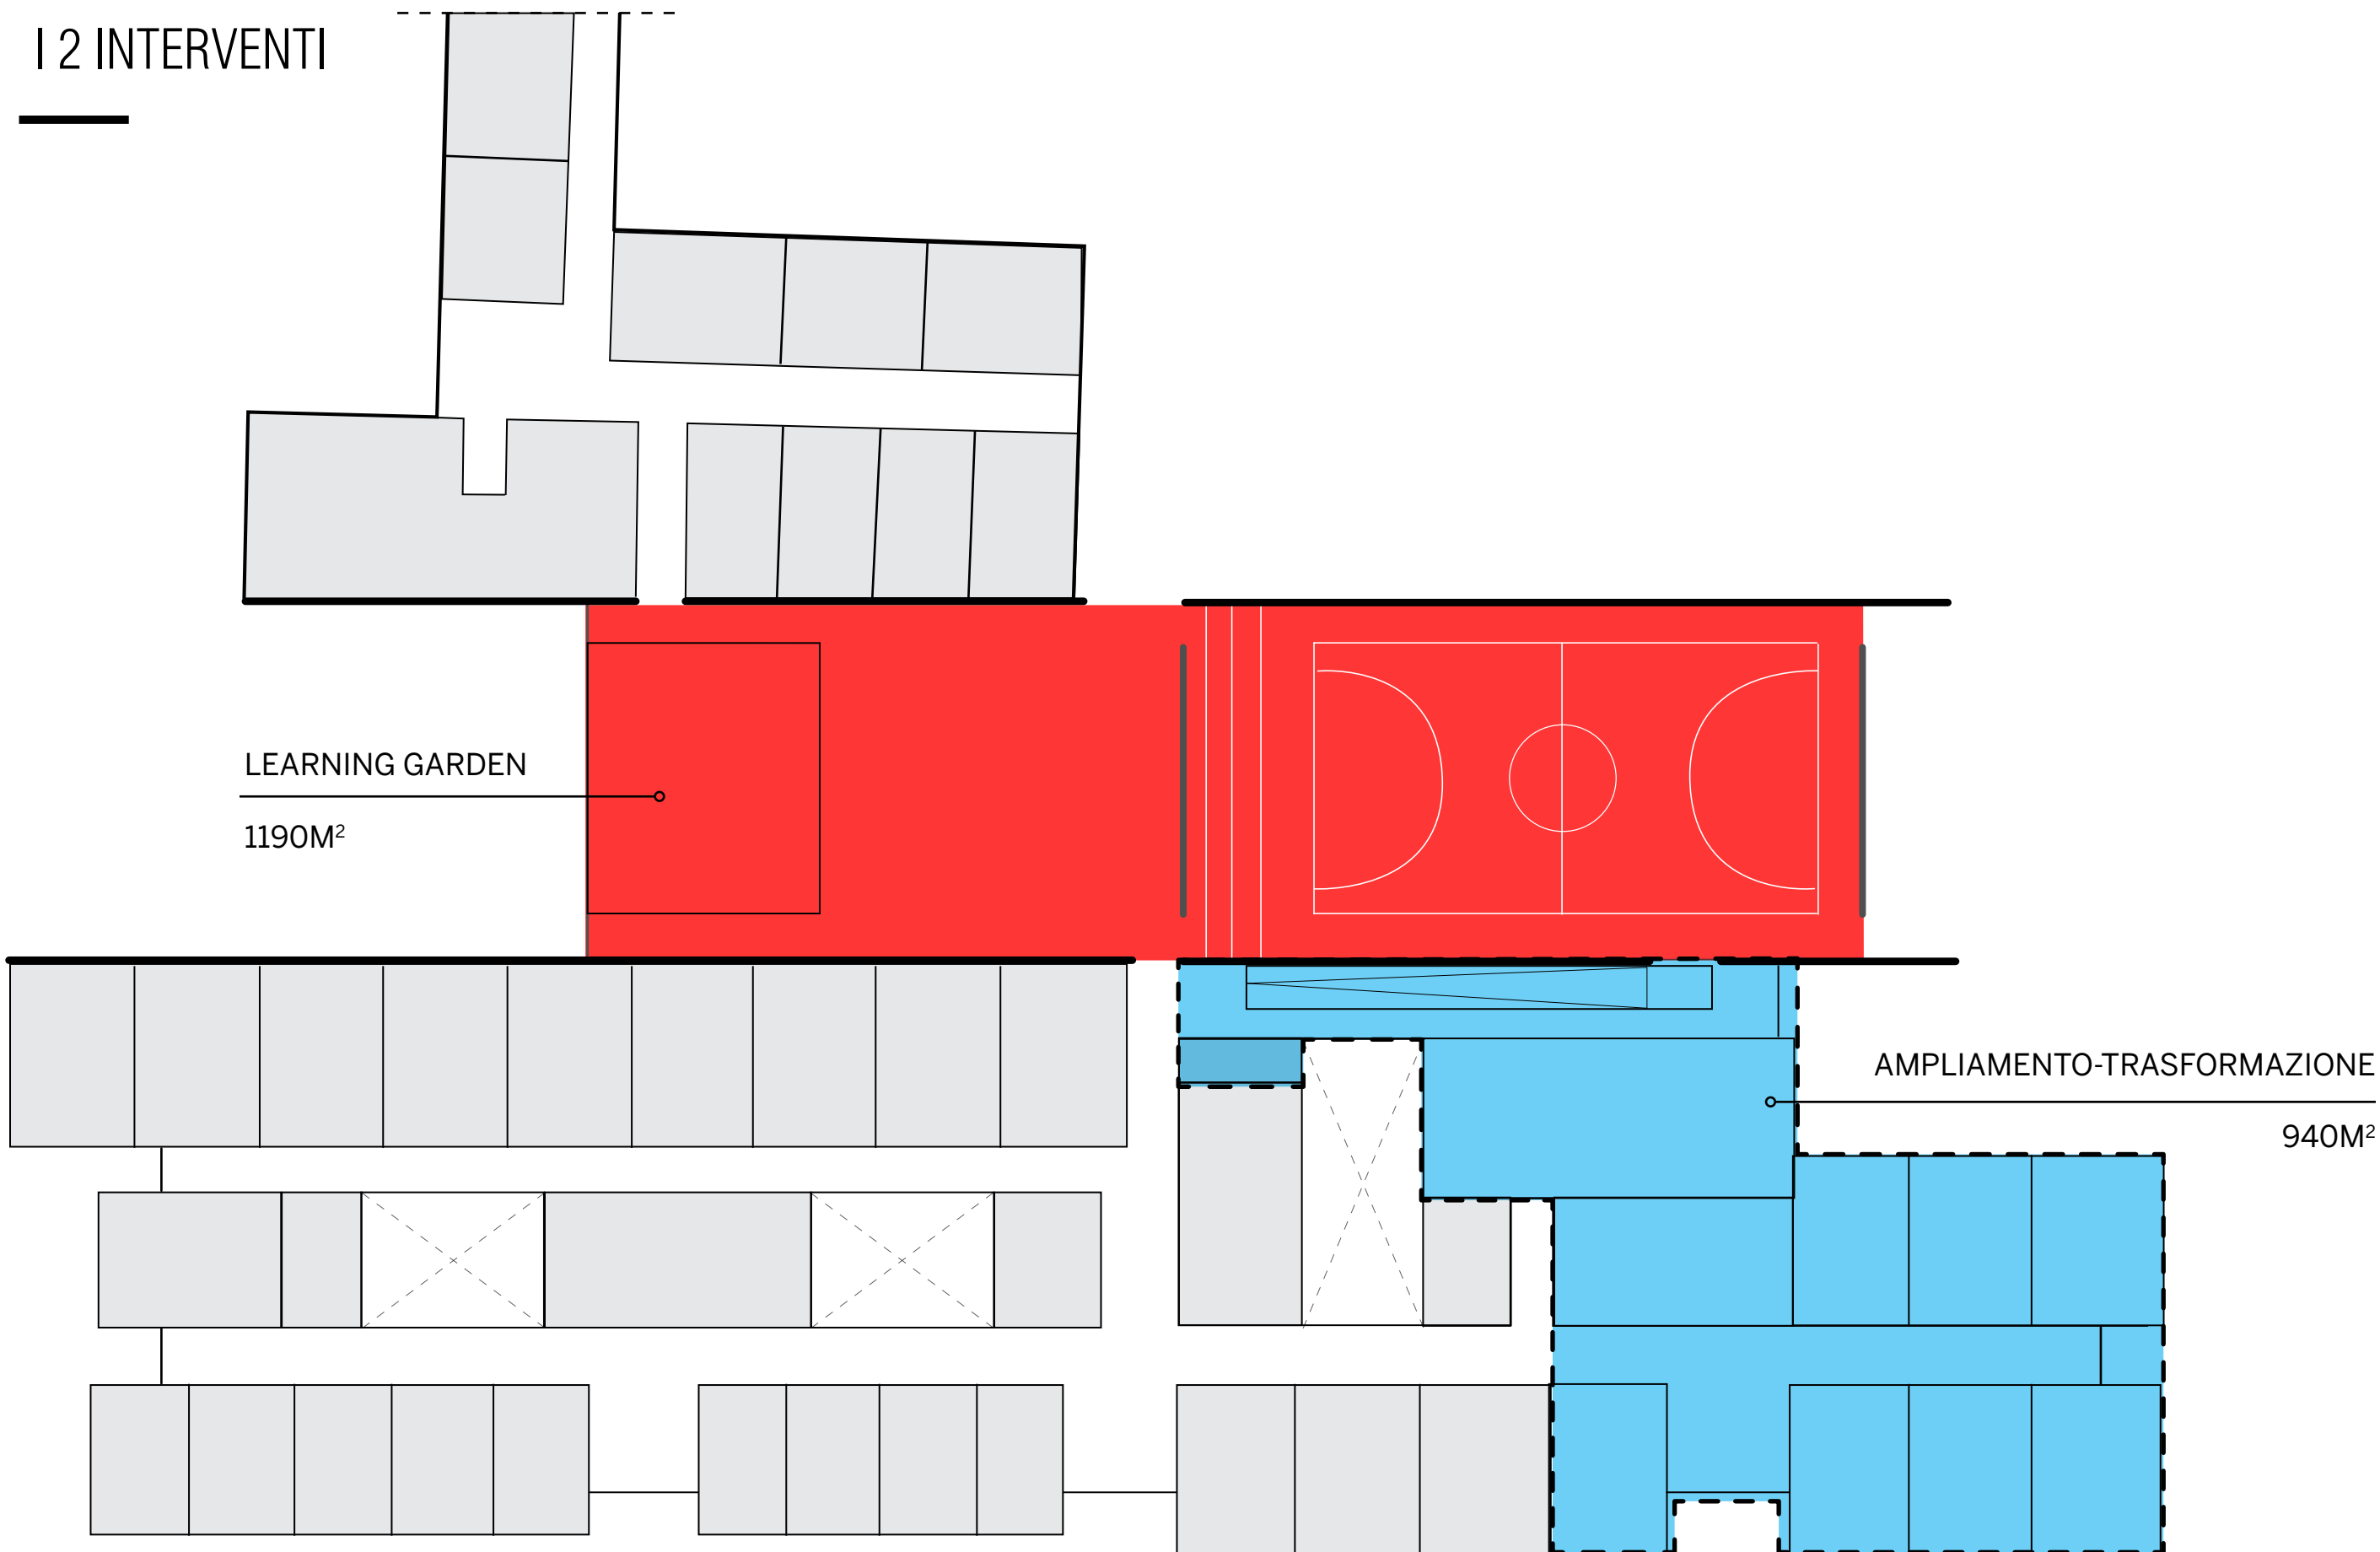 I 2 INTERVENTI
LEARNING GARDEN
1190M²
AMPLIAMENTO-TRASFORMAZIONE
940M²